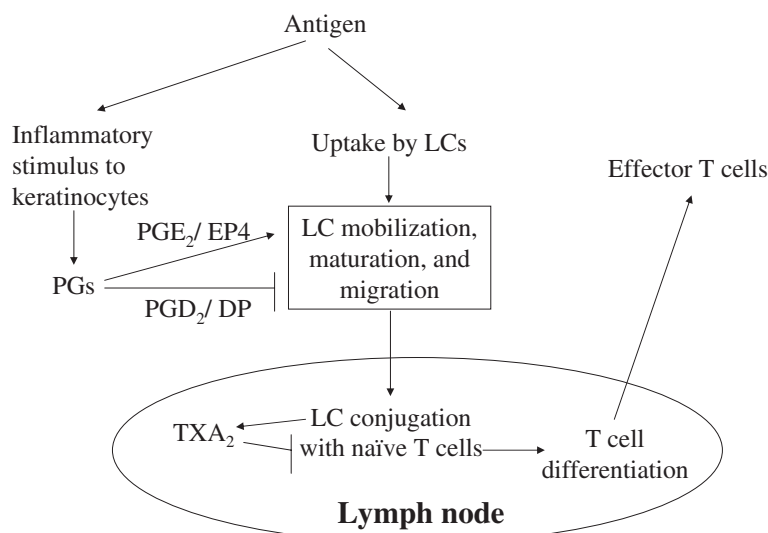 Antigen
Inflammatory
stimulus to
keratinocytes
Uptake by LCs
Effector T cells
PGE₂/ EP4
LC mobilization,
maturation, and
migration
PGs
PGD₂/ DP
TXA₂
LC conjugation
with naïve T cells
T cell
differentiation
Lymph node